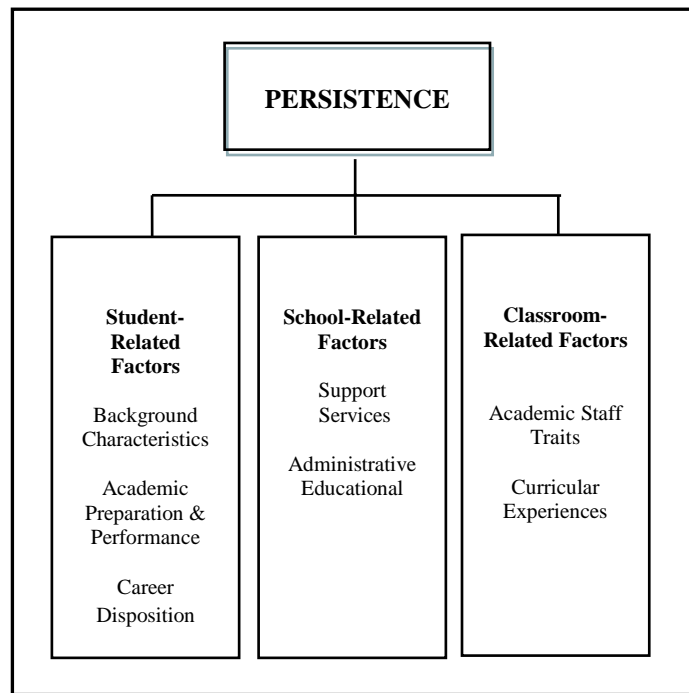 PERSISTENCE
Student-
Related
Factors
Background
Characteristics
Academic
Preparation &
Performance
Career
Disposition
School-Related
Factors
Support
Services
Administrative
Educational
Classroom-
Related Factors
Academic Staff
Traits
Curricular
Experiences